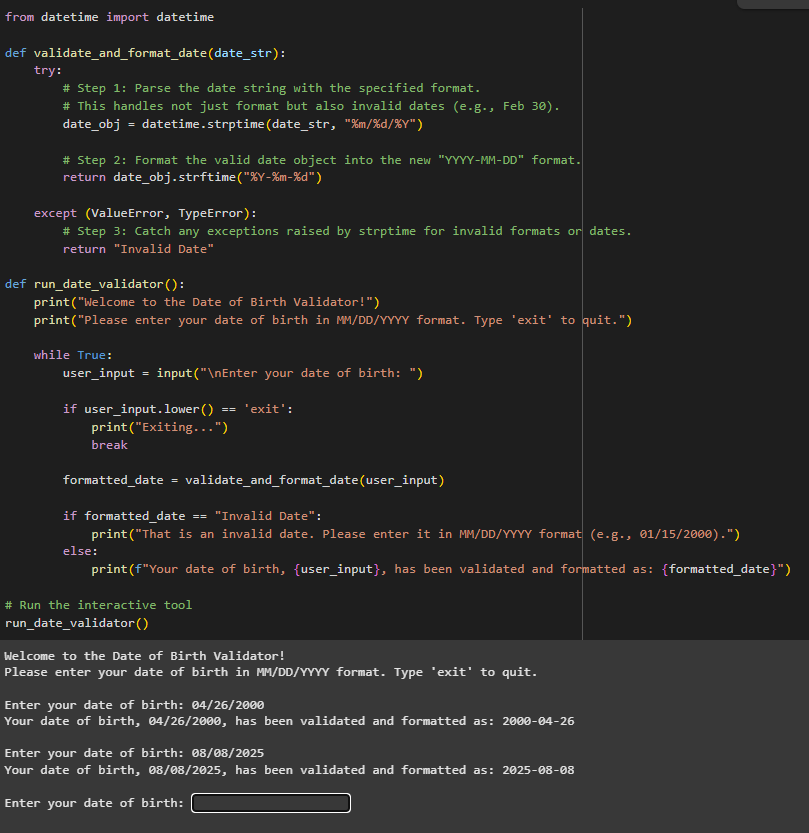 from datetime import datetime
def validate_and_format_date(date_str):
    try:
        # Step 1: Parse the date string with the specified format.
        # This handles not just format but also invalid dates (e.g., Feb 30).
        date_obj = datetime.strptime(date_str, "%m/%d/%Y")
        # Step 2: Format the valid date object into the new "YYYY-MM-DD" format.
        return date_obj.strftime("%Y-%m-%d")
    except (ValueError, TypeError):
        # Step 3: Catch any exceptions raised by strptime for invalid formats or dates.
        return "Invalid Date"
def run_date_validator():
    print("Welcome to the Date of Birth Validator!")
    print("Please enter your date of birth in MM/DD/YYYY format. Type 'exit' to quit.")
    while True:
        user_input = input("\nEnter your date of birth: ")
        if user_input.lower() == 'exit':
            print("Exiting...")
            break
        formatted_date = validate_and_format_date(user_input)
        if formatted_date == "Invalid Date":
            print("That is an invalid date. Please enter it in MM/DD/YYYY format (e.g., 01/15/2000).")
        else:
            print(f"Your date of birth, {user_input}, has been validated and formatted as: {formatted_date}")
# Run the interactive tool
run_date_validator()
Welcome to the Date of Birth Validator!
Please enter your date of birth in MM/DD/YYYY format. Type 'exit' to quit.
Enter your date of birth: 04/26/2000
Your date of birth, 04/26/2000, has been validated and formatted as: 2000-04-26
Enter your date of birth: 08/08/2025
Your date of birth, 08/08/2025, has been validated and formatted as: 2025-08-08
Enter your date of birth: